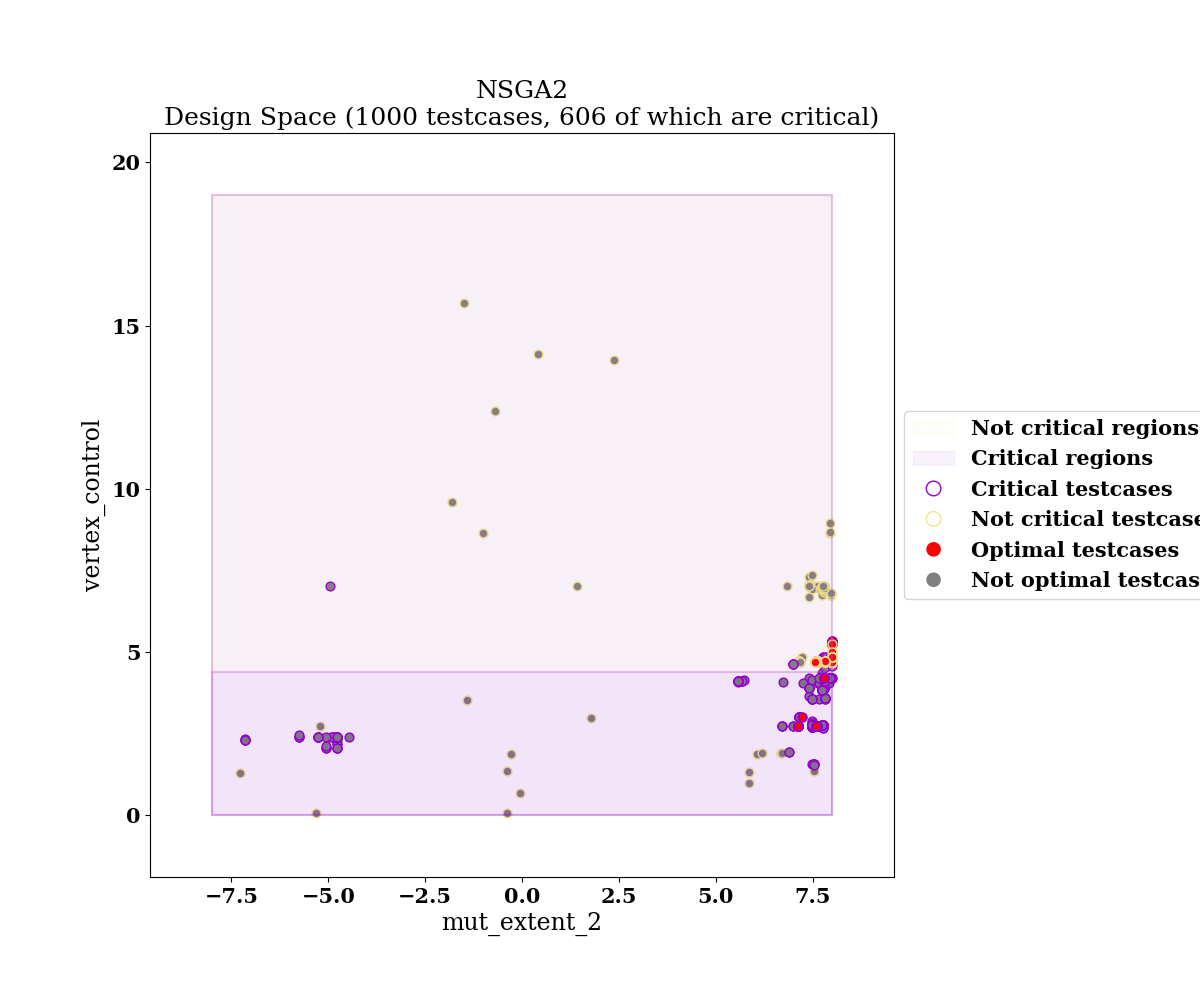 NSGA2
Design Space (1000 testcases, 606 of which are critical)
20
15
10
5
0
vertex_control
−7.5 −5.0 −2.5 0.0 2.5 5.0 7.5
mut_extent_2
Not critical regions
Critical regions
Critical testcases
Not critical testcase
Optimal testcases
Not optimal testcas